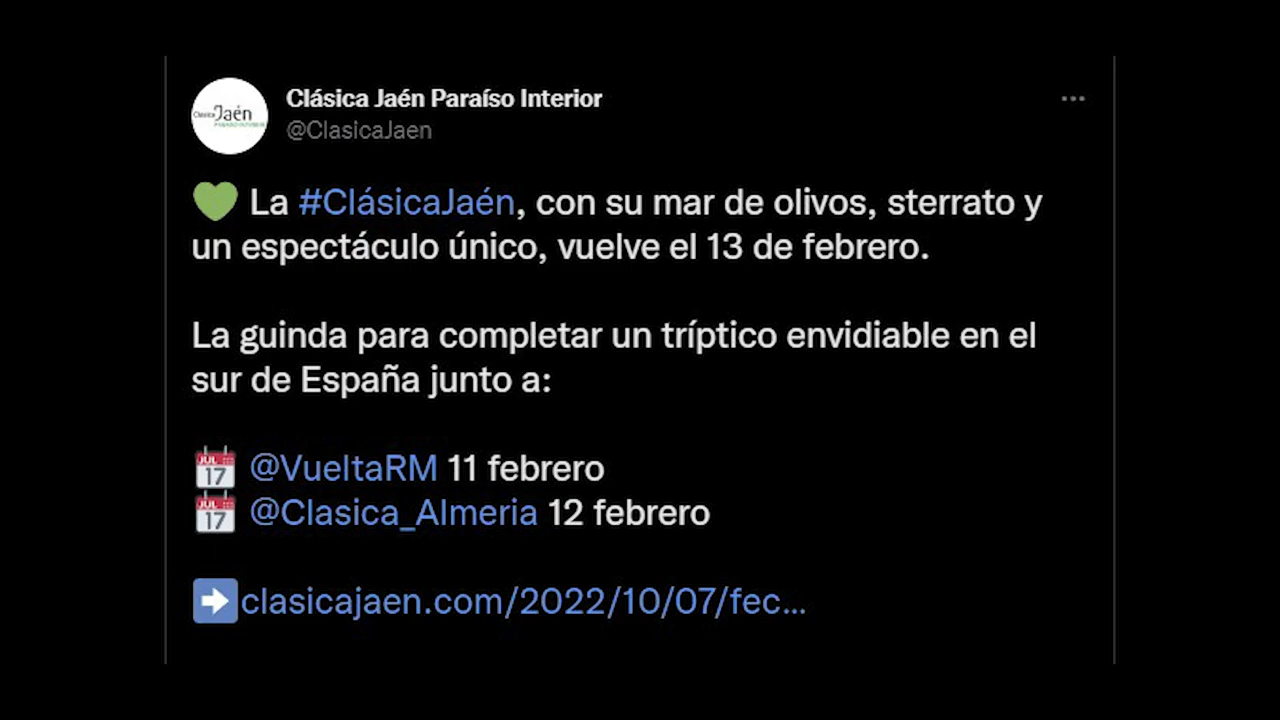 Clásica Jaén Paraíso Interior
@ClasicaJaen
Clásica Jaén
💚 La #ClásicaJaén, con su mar de olivos, sterrato y
un espectáculo único, vuelve el 13 de febrero.
La guinda para completar un tríptico envidiable en el
sur de España junto a:
📅 @VueltaRM 11 febrero
📅 @Clasica_Almeria 12 febrero
➡️clasicajaen.com/2022/10/07/fec...